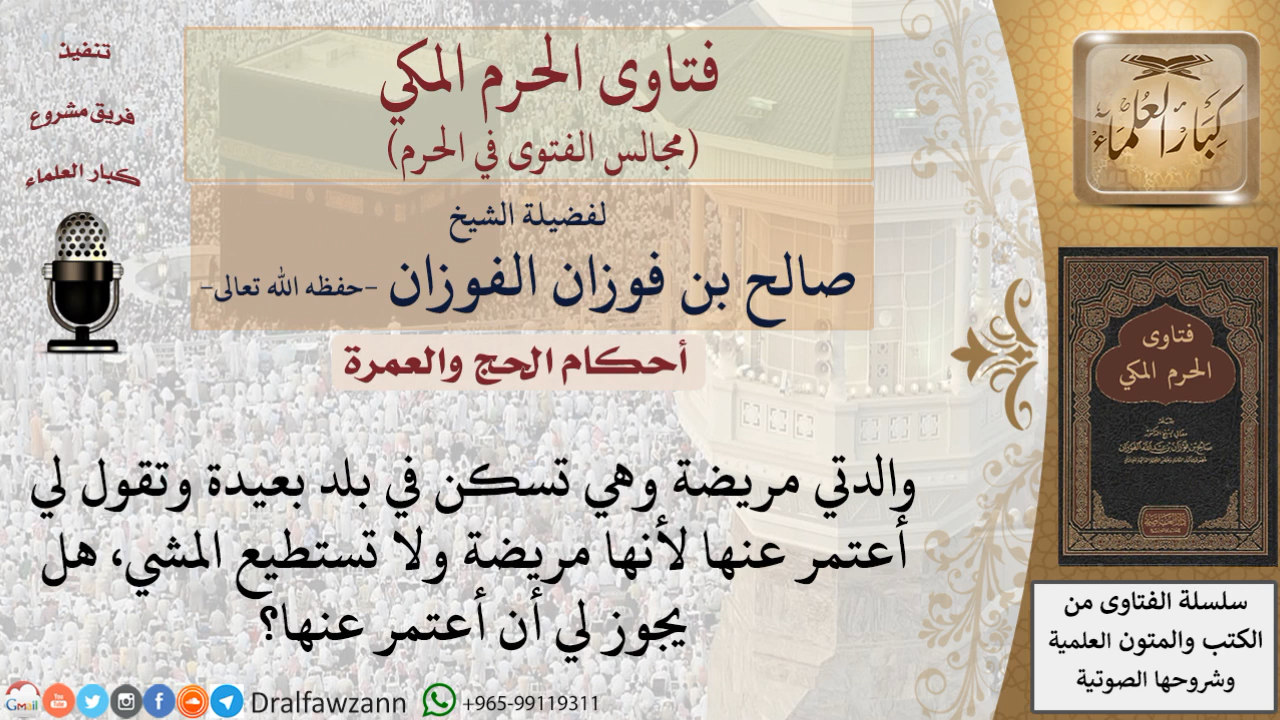 تنفيذ
فريق مشروع
كبار العلماء
فتاوى الحرم المكي
(مجالس الفتوى في الحرم)
لفضيلة الشيخ
صالح بن فوزان الفوزان -حفظه الله تعالى-
أحكام الحج والعمرة
والدتي مريضة وهي تسكن في بلد بعيدة وتقول لي
أعتمر عنها لأنها مريضة ولا تستطيع المشي، هل
يجوز لي أن أعتمر عنها؟
كبار العلماء
فتاوى
الحرم المكي
سلسلة الفتاوى من
الكتب والمتون العلمية
وشروحها الصوتية
Gmail
You Tube
Dralfawzann
+965-99119311